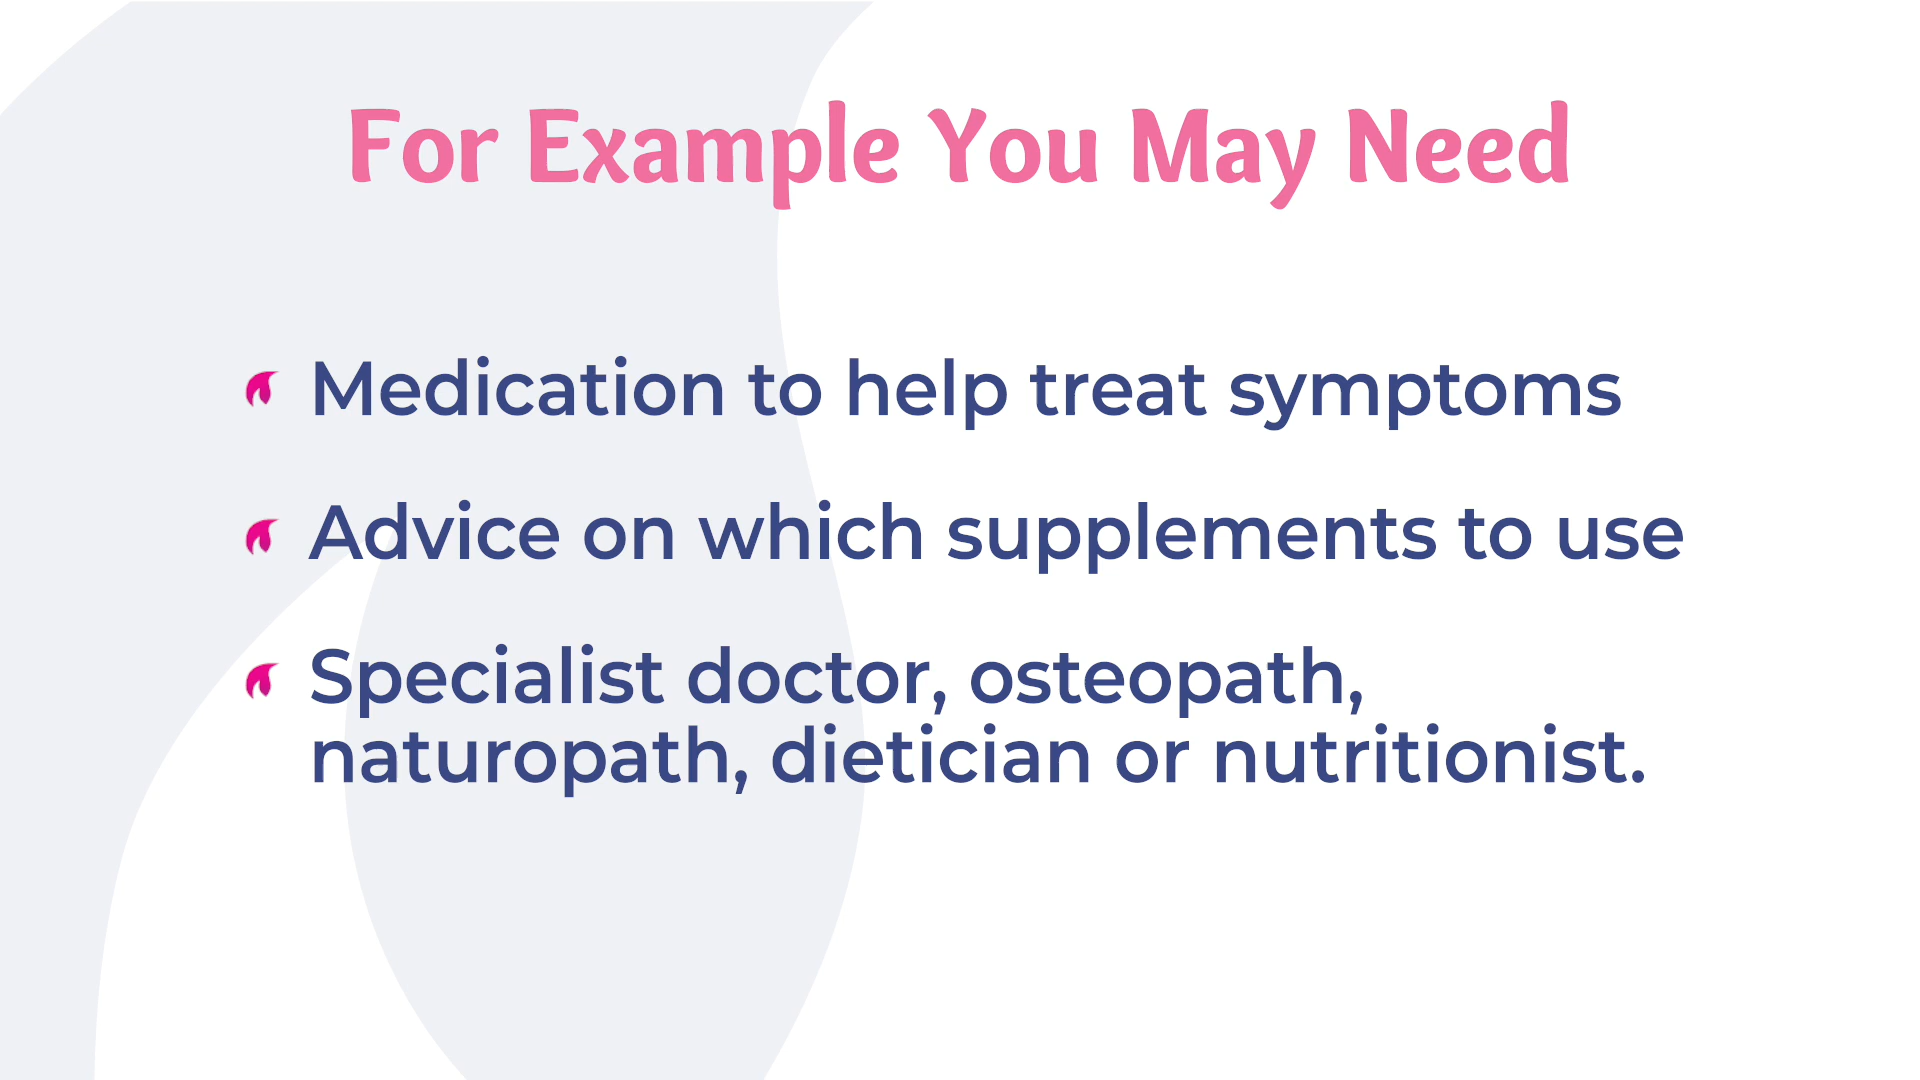 For Example You May Need
Medication to help treat symptoms
Advice on which supplements to use
Specialist doctor, osteopath,
naturopath, dietician or nutritionist.